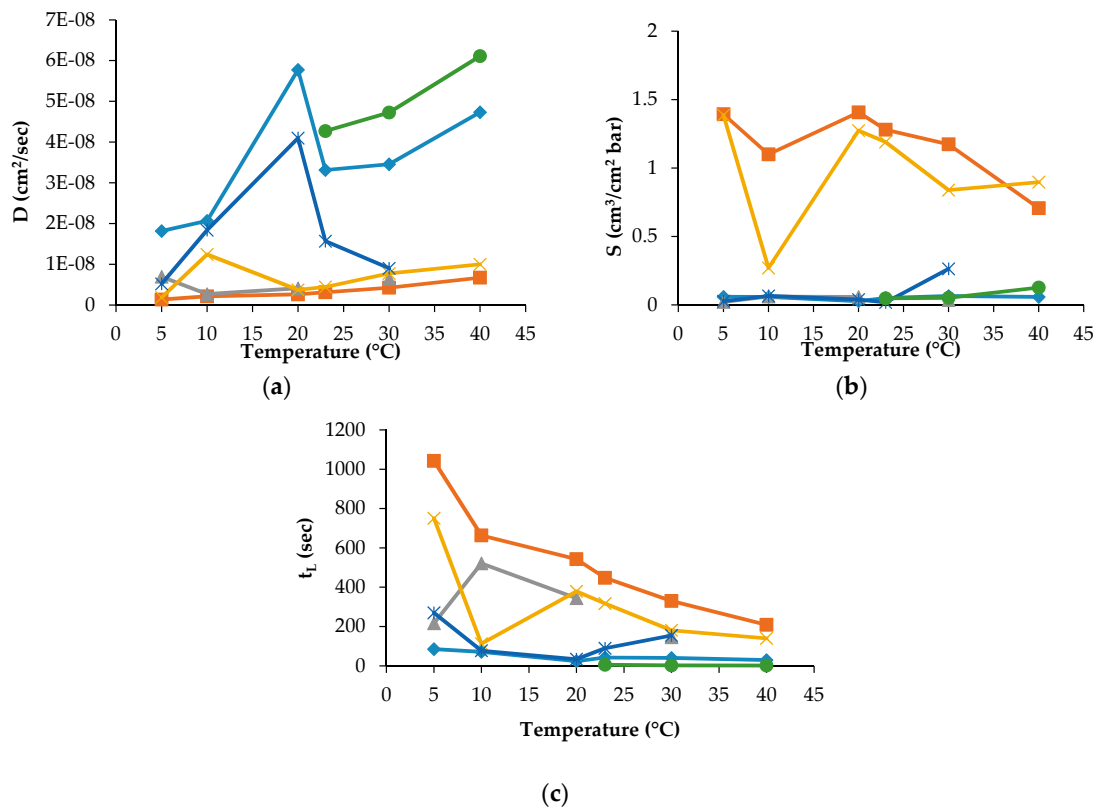 7E-08
6E-08
5E-08
4E-08
3E-08
2E-08
1E-08
0
D (cm²/sec)
0 5 10 15 20 25 30 35 40 45
Temperature (°C)
(a)
2
1.5
1
0.5
0
S (cm³/cm² bar)
0 5 10 15 20 25 30 35 40 45
Temperature (°C)
(b)
1200
1000
800
600
400
200
0
t_L (sec)
0 5 10 15 20 25 30 35 40 45
Temperature (°C)
(c)